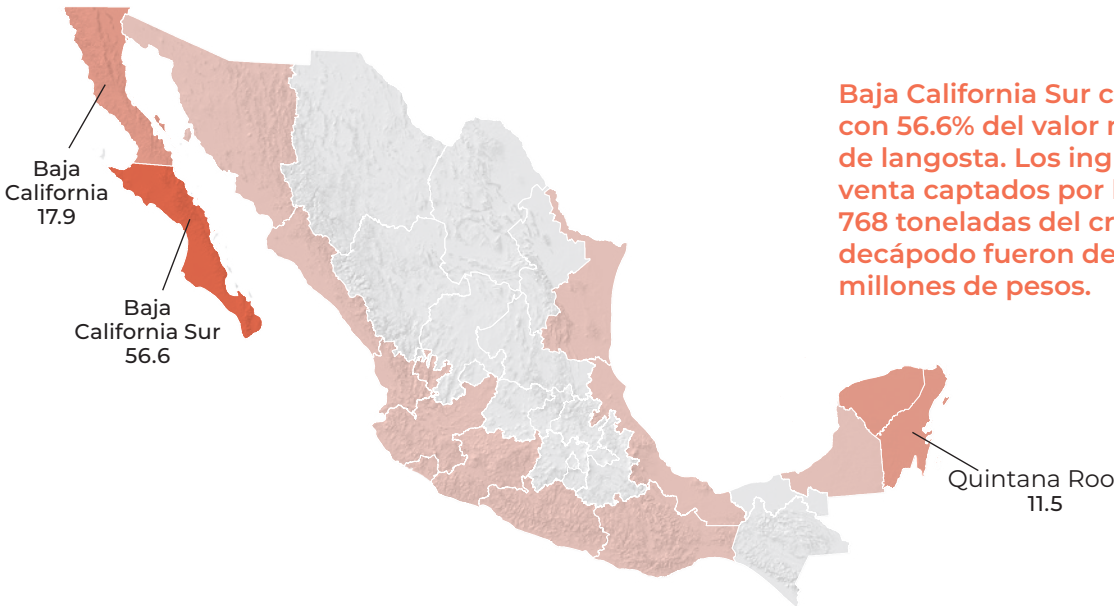 Baja
California
17.9
Baja
California Sur
56.6
Baja California Sur
con 56.6% del valor
de langosta. Los
venta captados por
768 toneladas del
decápodo fueron de
millones de pesos.
Quintana Roo
11.5